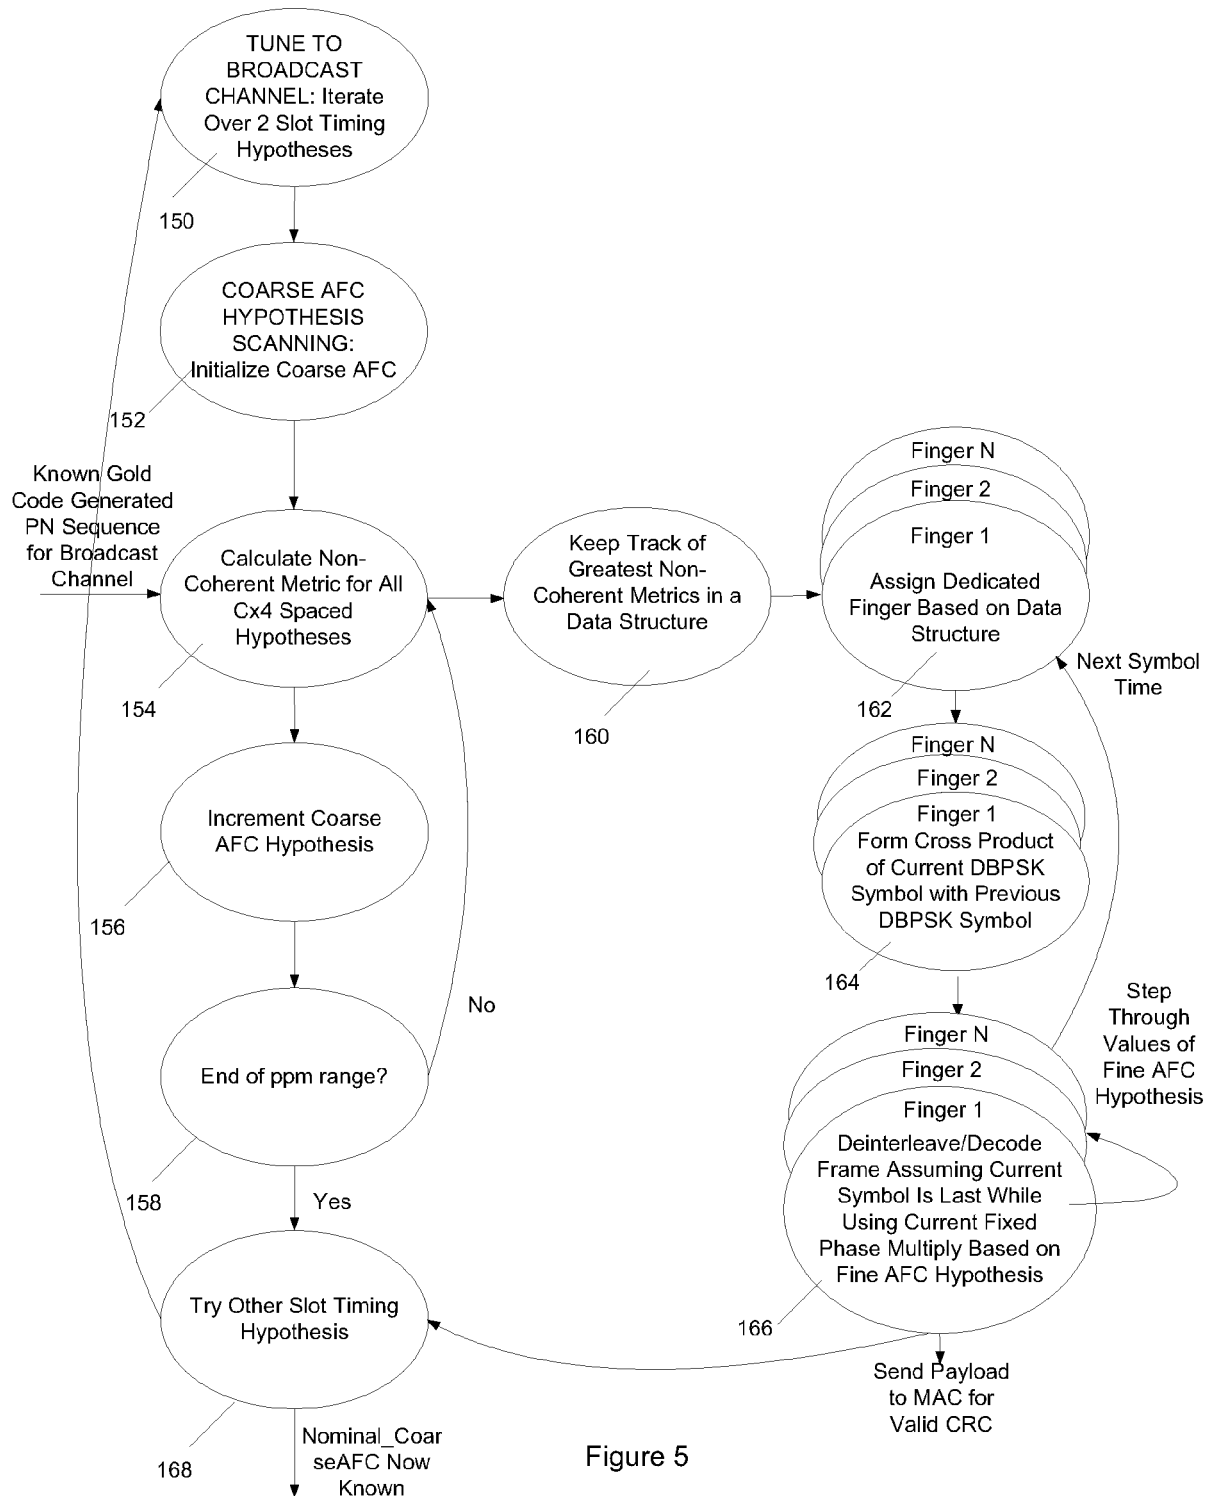 TUNE TO
BROADCAST
CHANNEL: Iterate
Over 2 Slot Timing
Hypotheses
150
COARSE AFC
HYPOTHESIS
SCANNING:
Initialize Coarse AFC
152
Known Gold
Code Generated
PN Sequence
for Broadcast
Channel
Calculate Non-
Coherent Metric for All
Cx4 Spaced
Hypotheses
154
Keep Track of
Greatest Non-
Coherent Metrics in a
Data Structure
160
Finger N
Finger 2
Finger 1
Assign Dedicated
Finger Based on Data
Structure
162
Next Symbol
Time
Finger N
Finger 2
Finger 1
Form Cross Product
of Current DBPSK
Symbol with Previous
DBPSK Symbol
164
Increment Coarse
AFC Hypothesis
156
No
End of ppm range?
158
Yes
Step
Through
Values of
Fine AFC
Hypothesis
Finger N
Finger 2
Finger 1
Deinterleave/Decode
Frame Assuming Current
Symbol Is Last While
Using Current Fixed
Phase Multiply Based on
Fine AFC Hypothesis
166
Try Other Slot Timing
Hypothesis
168
Send Payload
to MAC for
Valid CRC
Nominal_Coar
seAFC Now
Known
Figure 5